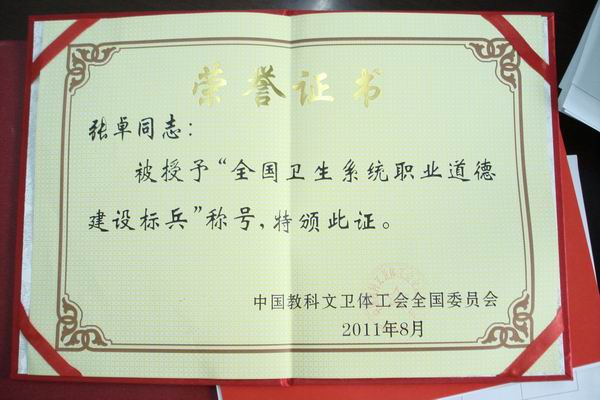 荣誉证书
张卓同志：
被授予“全国卫生系统职业道德
建设标兵”称号，特颁此证。
中国教科文卫体工会全国委员会
2011年8月